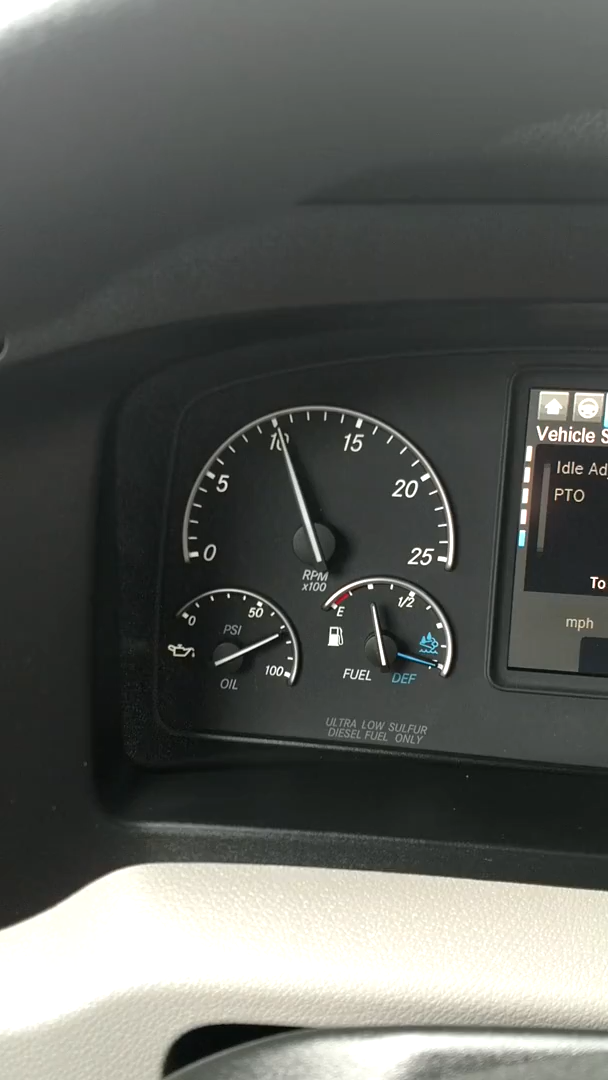 0
5
10
15
20
25
RPM
x100
0
50
100
PSI
OIL
E
1/2
FUEL
DEF
ULTRA LOW SULFUR
DIESEL FUEL ONLY
Vehicle
Idle
PTO
To
mph